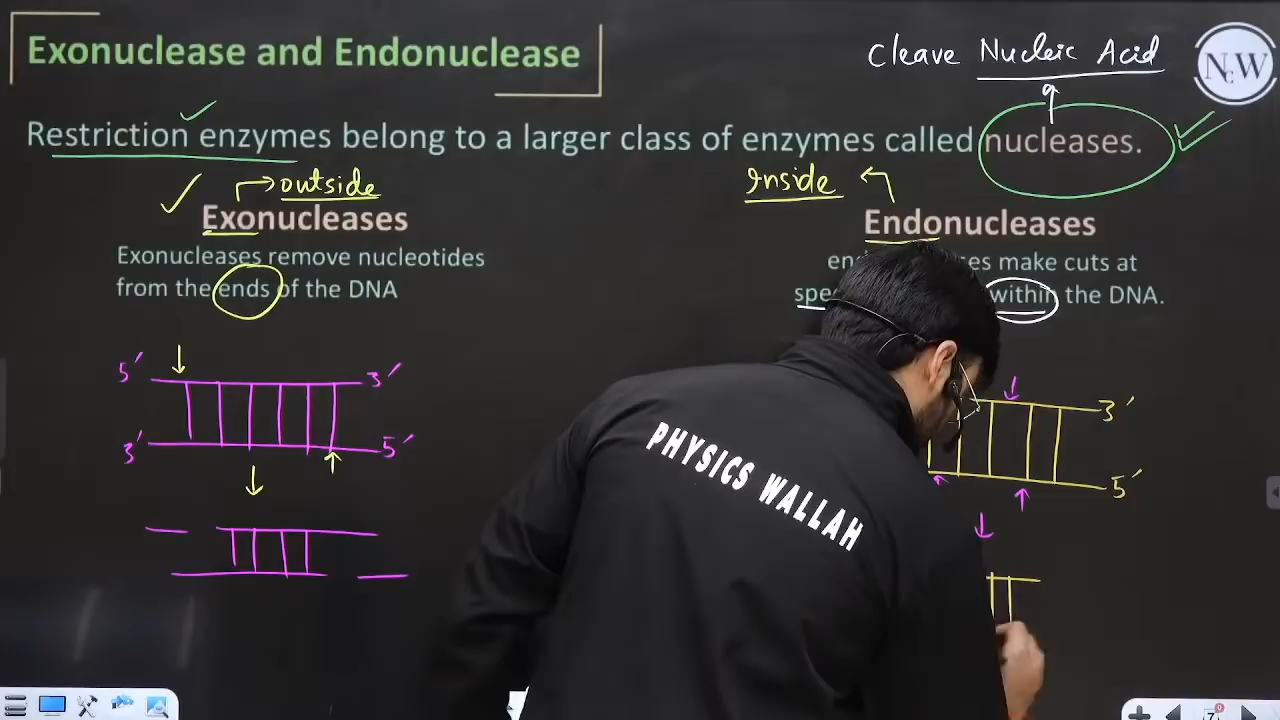 Exonuclease and Endonuclease
Cleave Nucleic Acid
NCW
Restriction enzymes belong to a larger class of enzymes called nucleases.
outside
Inside
Exonucleases
Endonucleases
Exonucleases remove nucleotides
from the ends of the DNA
make cuts at
within the DNA.
5′ 3′
3′ 5′
3′
5′
PHYSICS WALLAH
7